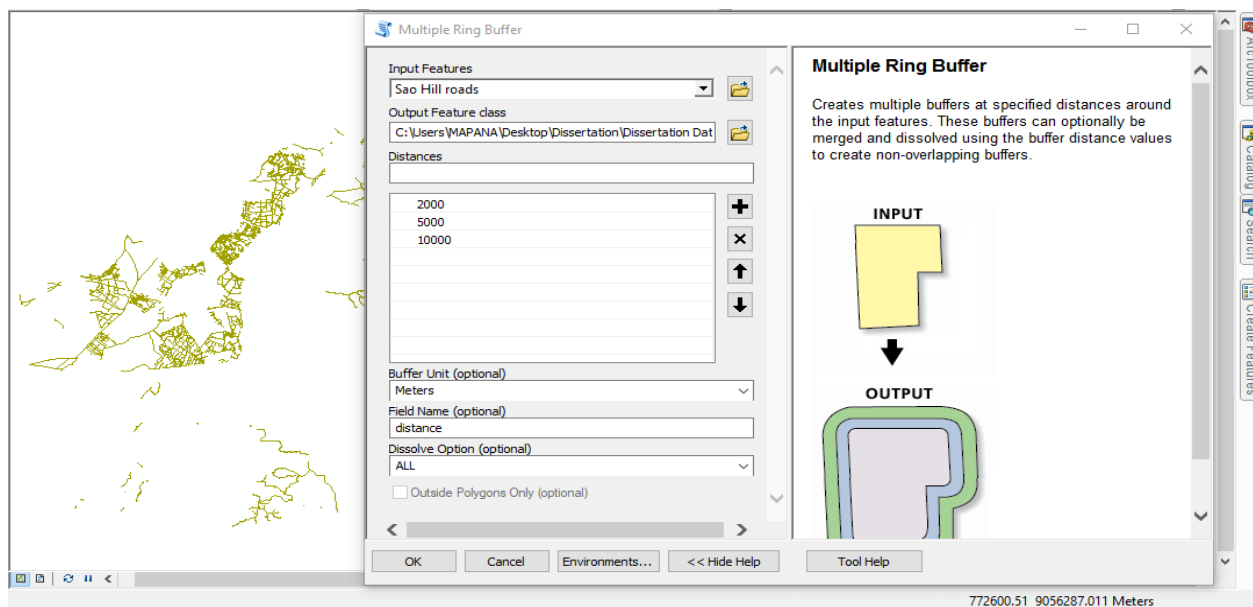 Multiple Ring Buffer
Input Features
Sao Hill roads
Output Feature class
C:\Users\MAPANA\Desktop\Dissertation\Dissertation Dat
Distances
2000
5000
10000
Buffer Unit (optional)
Meters
Field Name (optional)
distance
Dissolve Option (optional)
ALL
Outside Polygons Only (optional)
OK
Cancel
Environments...
<< Hide Help
Tool Help
Multiple Ring Buffer
Creates multiple buffers at specified distances around
the input features. These buffers can optionally be
merged and dissolved using the buffer distance values
to create non-overlapping buffers.
INPUT
OUTPUT
ArcToolbox
Catalog
Search
Create Features
772600.51 9056287.011 Meters